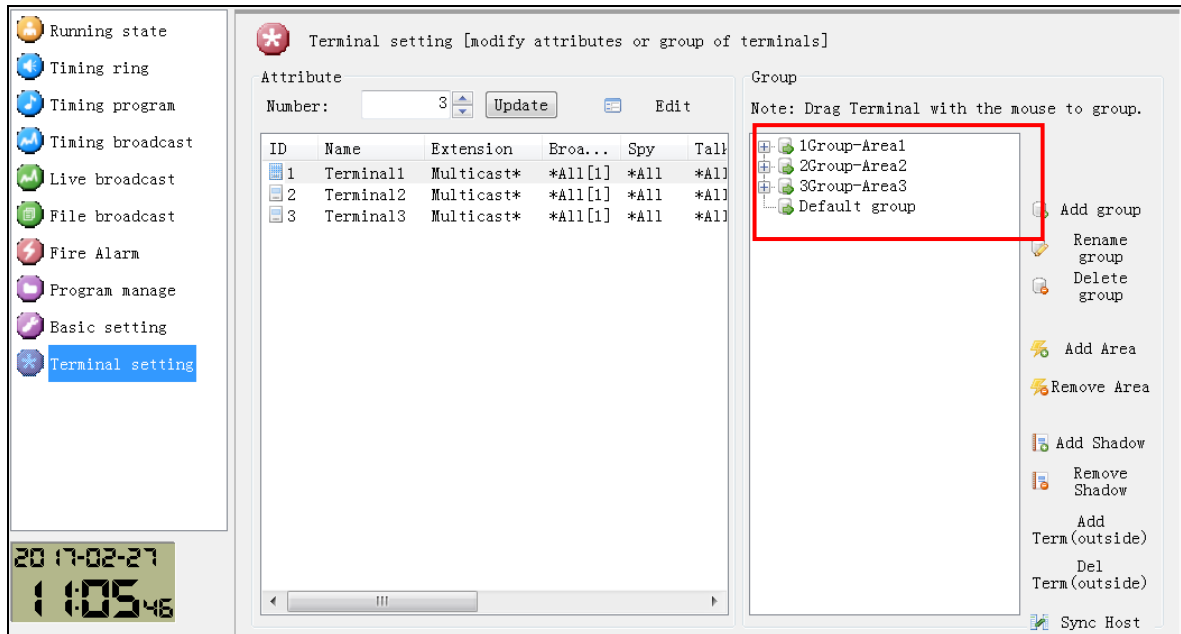 Running state
Timing ring
Timing program
Timing broadcast
Live broadcast
File broadcast
Fire Alarm
Program manage
Basic setting
Terminal setting
2017-02-27
11:05 46
Terminal setting [modify attributes or group of terminals]
Attribute
Number: 3 Update Edit
ID Name Extension Broa... Spy Talk
1 Terminal1 Multicast* *All[1] *All *All
2 Terminal2 Multicast* *All[1] *All *All
3 Terminal3 Multicast* *All[1] *All *All
Group
Note: Drag Terminal with the mouse to group.
1Group-Area1
2Group-Area2
3Group-Area3
Default group
Add group
Rename
group
Delete
group
Add Area
Remove Area
Add Shadow
Remove
Shadow
Add
Term(outside)
Del
Term(outside)
Sync Host